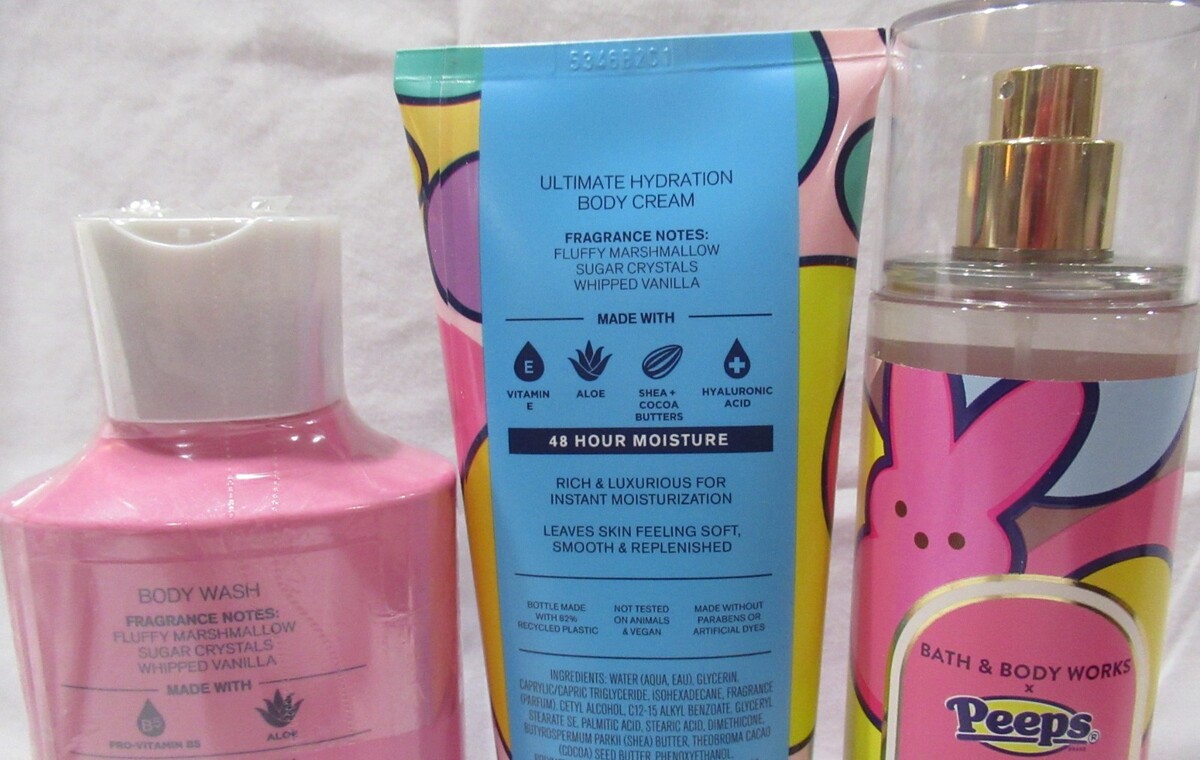 5346B201
ULTIMATE HYDRATION
BODY CREAM
FRAGRANCE NOTES:
FLUFFY MARSHMALLOW
SUGAR CRYSTALS
WHIPPED VANILLA
MADE WITH
E
VITAMIN
E
ALOE
SHEA +
COCOA
BUTTERS
HYALURONIC
ACID
48 HOUR MOISTURE
RICH & LUXURIOUS FOR
INSTANT MOISTURIZATION
LEAVES SKIN FEELING SOFT,
SMOOTH & REPLENISHED
BOTTLE MADE
WITH 82%
RECYCLED PLASTIC
NOT TESTED
ON ANIMALS
& VEGAN
MADE WITHOUT
PARABENS OR
ARTIFICIAL DYES
INGREDIENTS: WATER (AQUA, EAU), GLYCERIN,
CAPRYLIC/CAPRIC TRIGLYCERIDE, ISOHEXADECANE, FRAGRANCE
(PARFUM), CETYL ALCOHOL, C12-15 ALKYL BENZOATE, GLYCERYL
STEARATE SE, PALMITIC ACID, STEARIC ACID, DIMETHICONE,
BUTYROSPERMUM PARKII (SHEA) BUTTER, THEOBROMA CACAO
(COCOA) SEED BUTTER, PHENOXYETHANOL,
BODY WASH
FRAGRANCE NOTES:
FLUFFY MARSHMALLOW
SUGAR CRYSTALS
WHIPPED VANILLA
MADE WITH
B5
PRO-VITAMIN B5
ALOE
BATH & BODY WORKS
x
Peeps®
BRAND